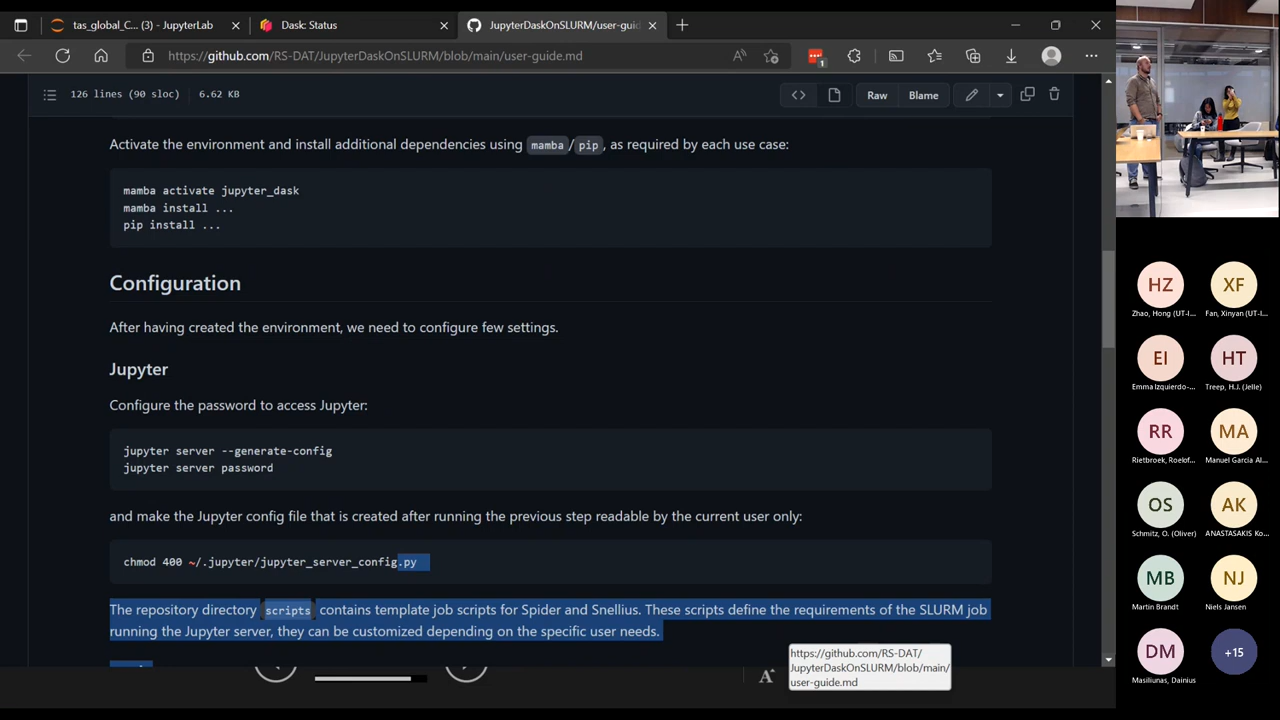 tas_global_C... (3) - JupyterLab
Dask: Status
JupyterDaskOnSLURM/user-guid
https://github.com/RS-DAT/JupyterDaskOnSLURM/blob/main/user-guide.md
1
126 lines (90 sloc)
6.62 KB
Raw
Blame
Activate the environment and install additional dependencies using mamba/pip, as required by each use case:
mamba activate jupyter_dask
mamba install ...
pip install ...
Configuration
After having created the environment, we need to configure few settings.
Jupyter
Configure the password to access Jupyter:
jupyter server --generate-config
jupyter server password
and make the Jupyter config file that is created after running the previous step readable by the current user only:
chmod 400 ~/.jupyter/jupyter_server_config.py
The repository directory scripts contains template job scripts for Spider and Snellius. These scripts define the requirements of the SLURM job
running the Jupyter server, they can be customized depending on the specific user needs.
https://github.com/RS-DAT/
JupyterDaskOnSLURM/blob/main/
user-guide.md
HZ
XF
Zhao, Hong (UT-I...
Fan, Xinyan (UT-I...
EI
HT
Emma Izquierdo-...
Treep, H.J. (Jelle)
RR
MA
Rietbroek, Roelof...
Manuel Garcia Al...
OS
AK
Schmitz, O. (Oliver)
ANASTASAKIS Ko...
MB
NJ
Martin Brandt
Niels Jansen
DM
+15
Masiliunas, Dainius